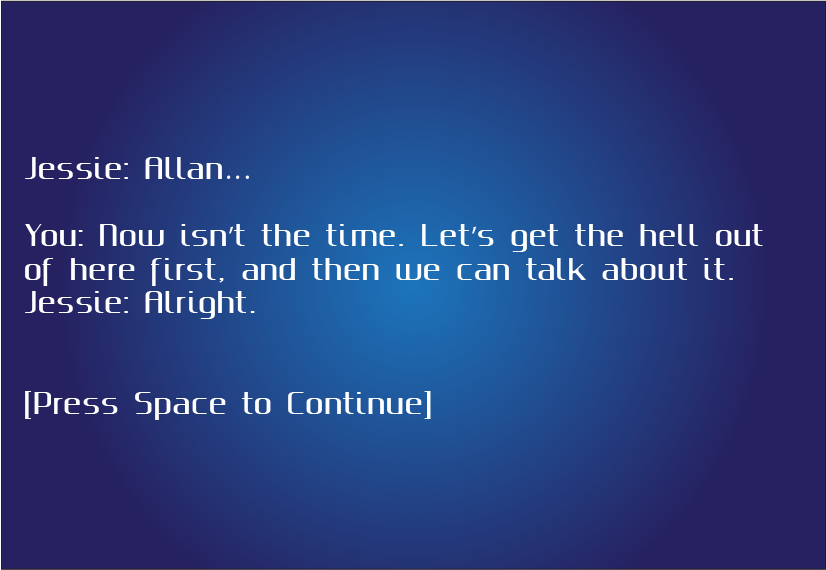 Jessie: Allan...
You: Now isn't the time. Let's get the hell out
of here first, and then we can talk about it.
Jessie: Alright.
[Press Space to Continue]